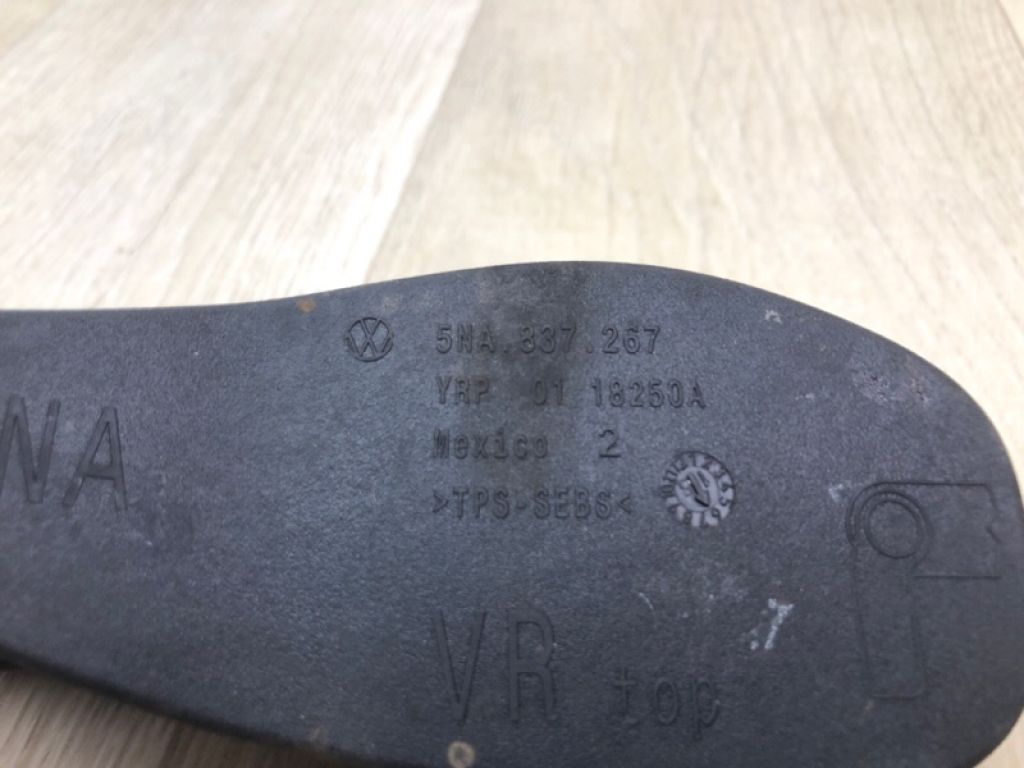 5NA.837.267
YRP 01 18250A
Mexico 2
>TPS-SEBS<
NA
VR top